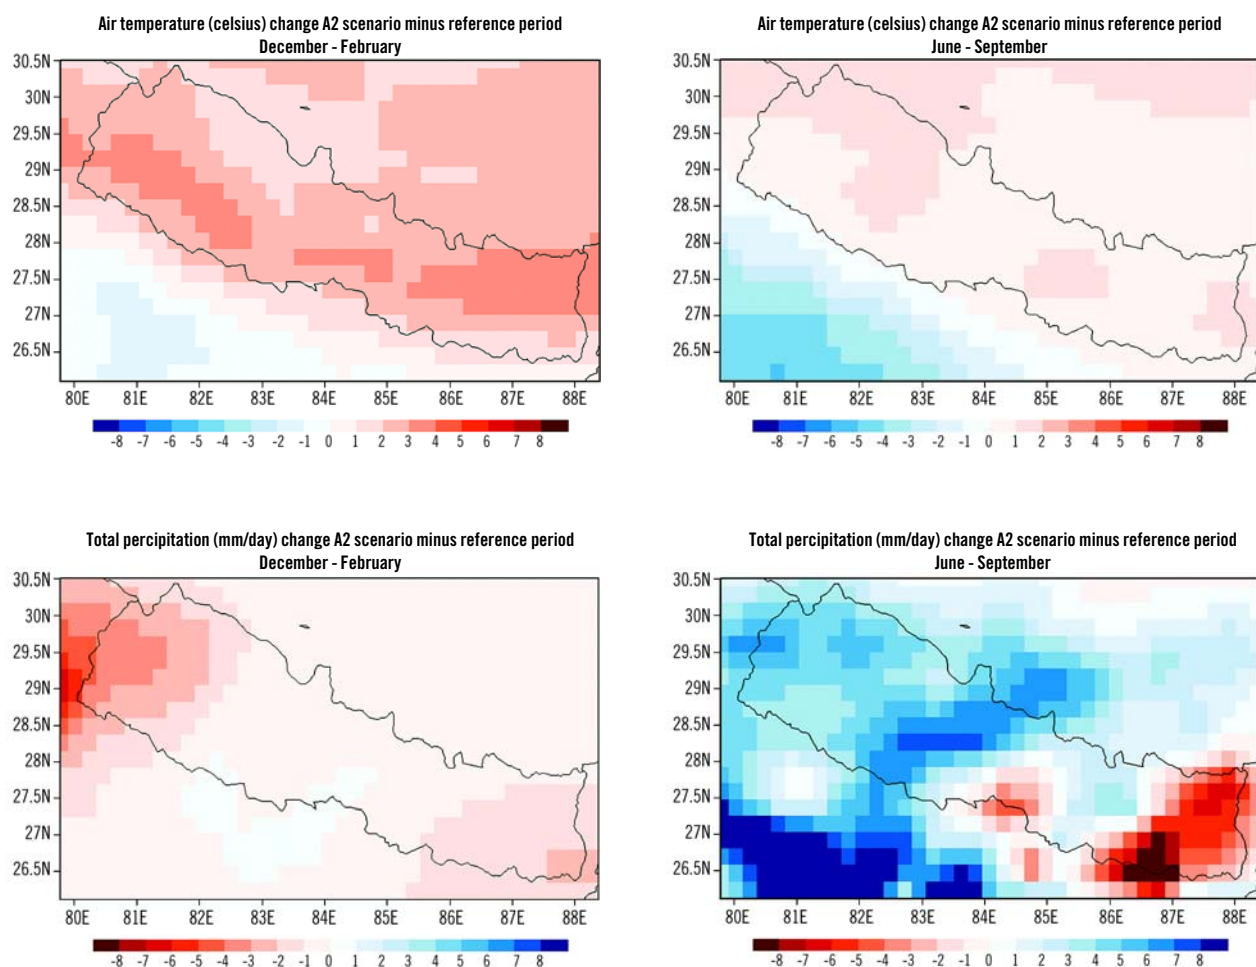 Air temperature (celsius) change A2 scenario minus reference period
December - February
30.5N
30N
29.5N
29N
28.5N
28N
27.5N
27N
26.5N
80E 81E 82E 83E 84E 85E 86E 87E 88E
-8 -7 -6 -5 -4 -3 -2 -1 0 1 2 3 4 5 6 7 8
Air temperature (celsius) change A2 scenario minus reference period
June - September
30.5N
30N
29.5N
29N
28.5N
28N
27.5N
27N
26.5N
80E 81E 82E 83E 84E 85E 86E 87E 88E
-8 -7 -6 -5 -4 -3 -2 -1 0 1 2 3 4 5 6 7 8
Total percipitation (mm/day) change A2 scenario minus reference period
December - February
30.5N
30N
29.5N
29N
28.5N
28N
27.5N
27N
26.5N
80E 81E 82E 83E 84E 85E 86E 87E 88E
-8 -7 -6 -5 -4 -3 -2 -1 0 1 2 3 4 5 6 7 8
Total percipitation (mm/day) change A2 scenario minus reference period
June - September
30.5N
30N
29.5N
29N
28.5N
28N
27.5N
27N
26.5N
80E 81E 82E 83E 84E 85E 86E 87E 88E
-8 -7 -6 -5 -4 -3 -2 -1 0 1 2 3 4 5 6 7 8